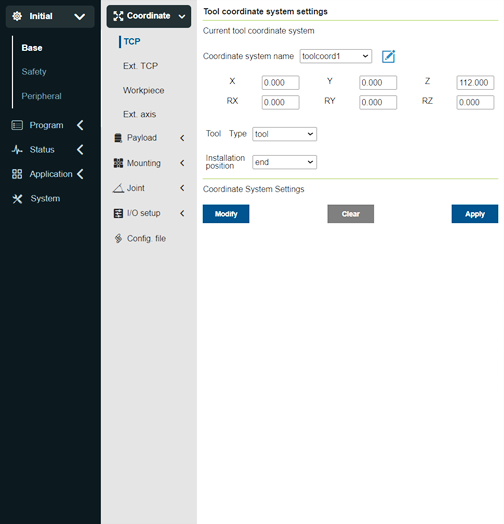 Initial
Base
Safety
Peripheral
Program
Status
Application
System
Coordinate
TCP
Ext. TCP
Workpiece
Ext. axis
Payload
Mounting
Joint
I/O setup
Config. file
Tool coordinate system settings
Current tool coordinate system
Coordinate system name toolcoord1
X 0.000 Y 0.000 Z 112.000
RX 0.000 RY 0.000 RZ 0.000
Tool Type tool
Installation
position end
Coordinate System Settings
Modify Clear Apply